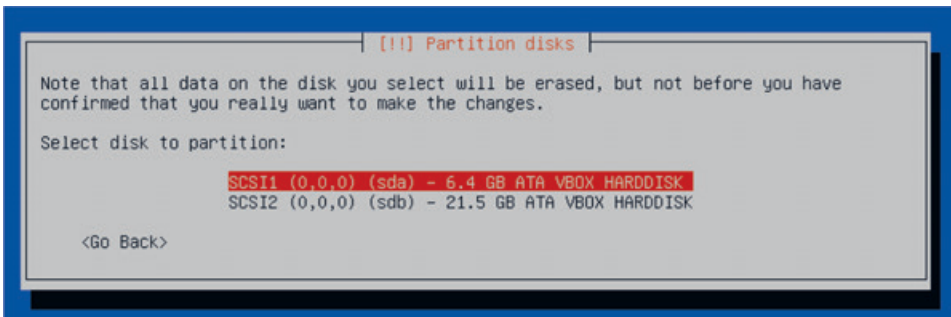 [!!] Partition disks
Note that all data on the disk you select will be erased, but not before you have
confirmed that you really want to make the changes.
Select disk to partition:
SCSI1 (0,0,0) (sda) - 6.4 GB ATA VBOX HARDDISK
SCSI2 (0,0,0) (sdb) - 21.5 GB ATA VBOX HARDDISK
<Go Back>